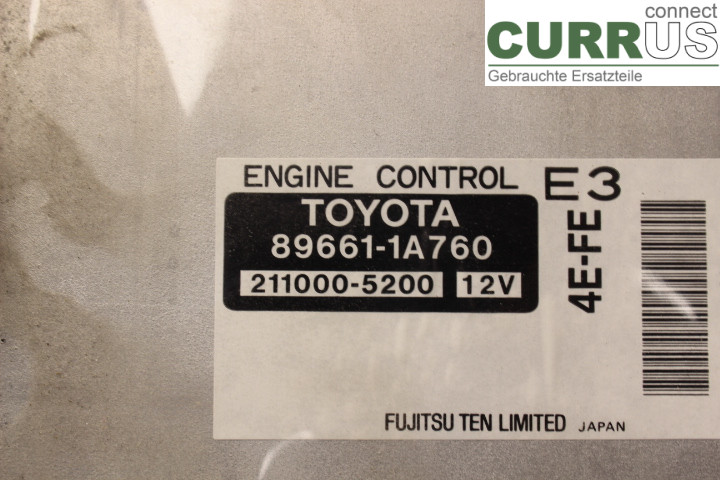 connect
CURRUS
Gebrauchte Ersatzteile
ENGINE CONTROL E3
TOYOTA
89661-1A760
211000-5200 12V
4E-FE
FUJITSU TEN LIMITED JAPAN